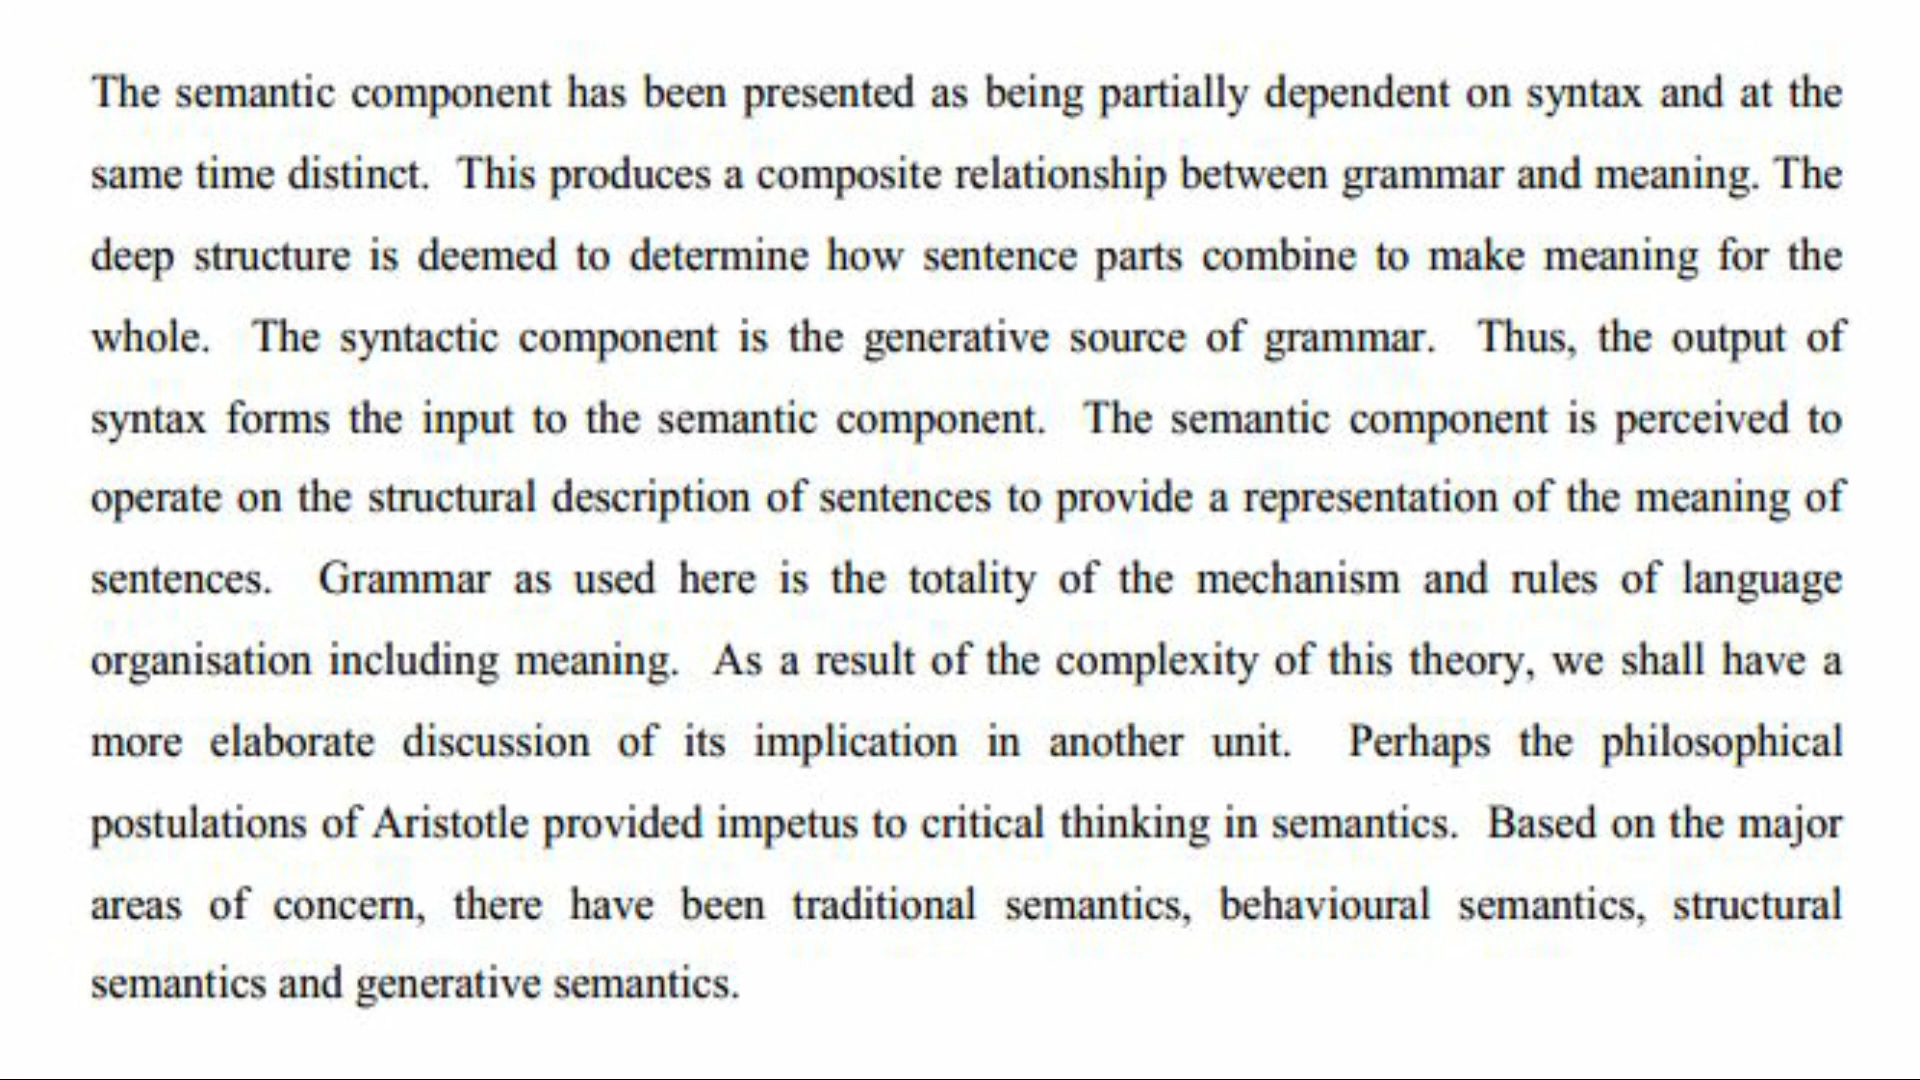 The semantic component has been presented as being partially dependent on syntax and at the
same time distinct. This produces a composite relationship between grammar and meaning. The
deep structure is deemed to determine how sentence parts combine to make meaning for the
whole. The syntactic component is the generative source of grammar. Thus, the output of
syntax forms the input to the semantic component. The semantic component is perceived to
operate on the structural description of sentences to provide a representation of the meaning of
sentences. Grammar as used here is the totality of the mechanism and rules of language
organisation including meaning. As a result of the complexity of this theory, we shall have a
more elaborate discussion of its implication in another unit. Perhaps the philosophical
postulations of Aristotle provided impetus to critical thinking in semantics. Based on the major
areas of concern, there have been traditional semantics, behavioural semantics, structural
semantics and generative semantics.